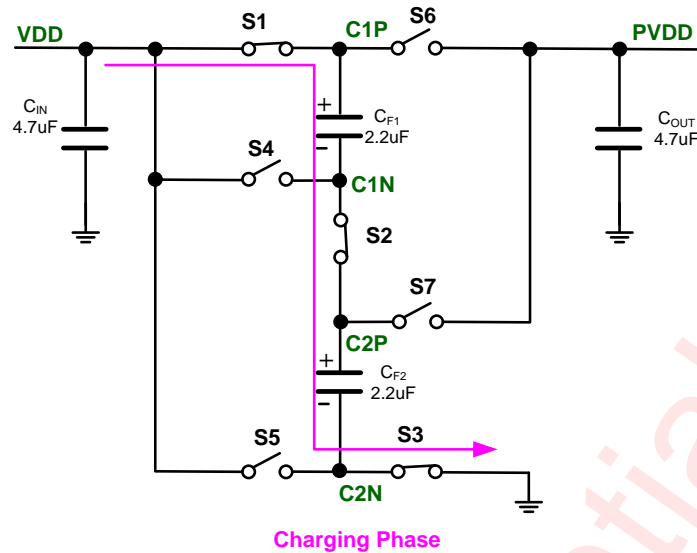 VDD
S1
C1P
S6
PVDD
CIN
4.7uF
+
CF1
2.2uF
-
COUT
4.7uF
S4
C1N
S2
S7
C2P
+
CF2
2.2uF
-
S5
S3
C2N
Charging Phase